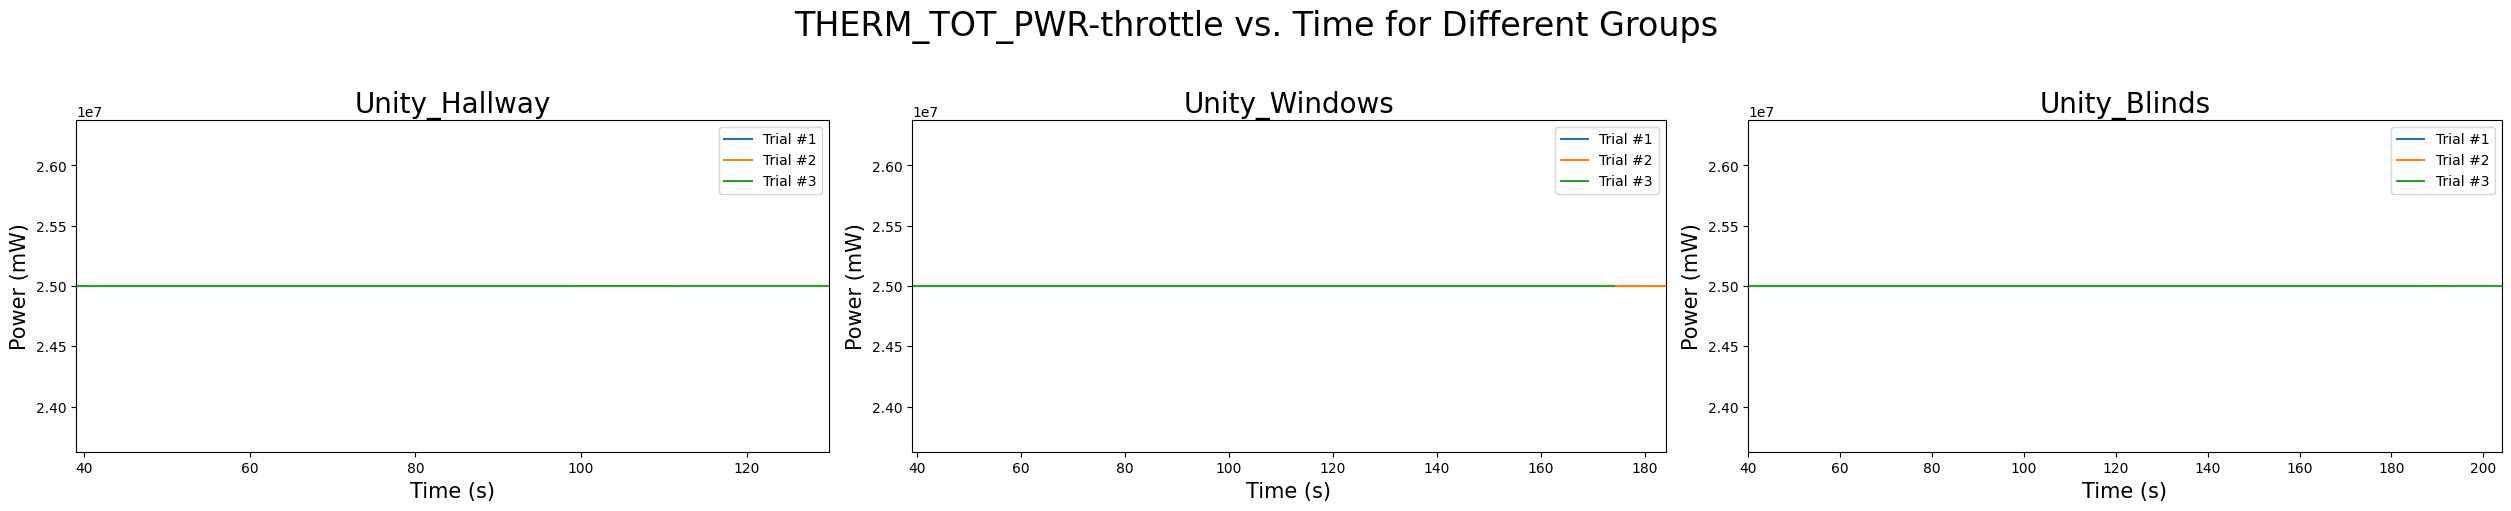 THERM_TOT_PWR-throttle vs. Time for Different Groups
Unity_Hallway
1e7
Trial #1
Trial #2
Trial #3
2.60
2.55
2.50
2.45
2.40
Power (mW)
40 60 80 100 120
Time (s)
Unity_Windows
1e7
Trial #1
Trial #2
Trial #3
2.60
2.55
2.50
2.45
2.40
Power (mW)
40 60 80 100 120 140 160 180
Time (s)
Unity_Blinds
1e7
Trial #1
Trial #2
Trial #3
2.60
2.55
2.50
2.45
2.40
Power (mW)
40 60 80 100 120 140 160 180 200
Time (s)